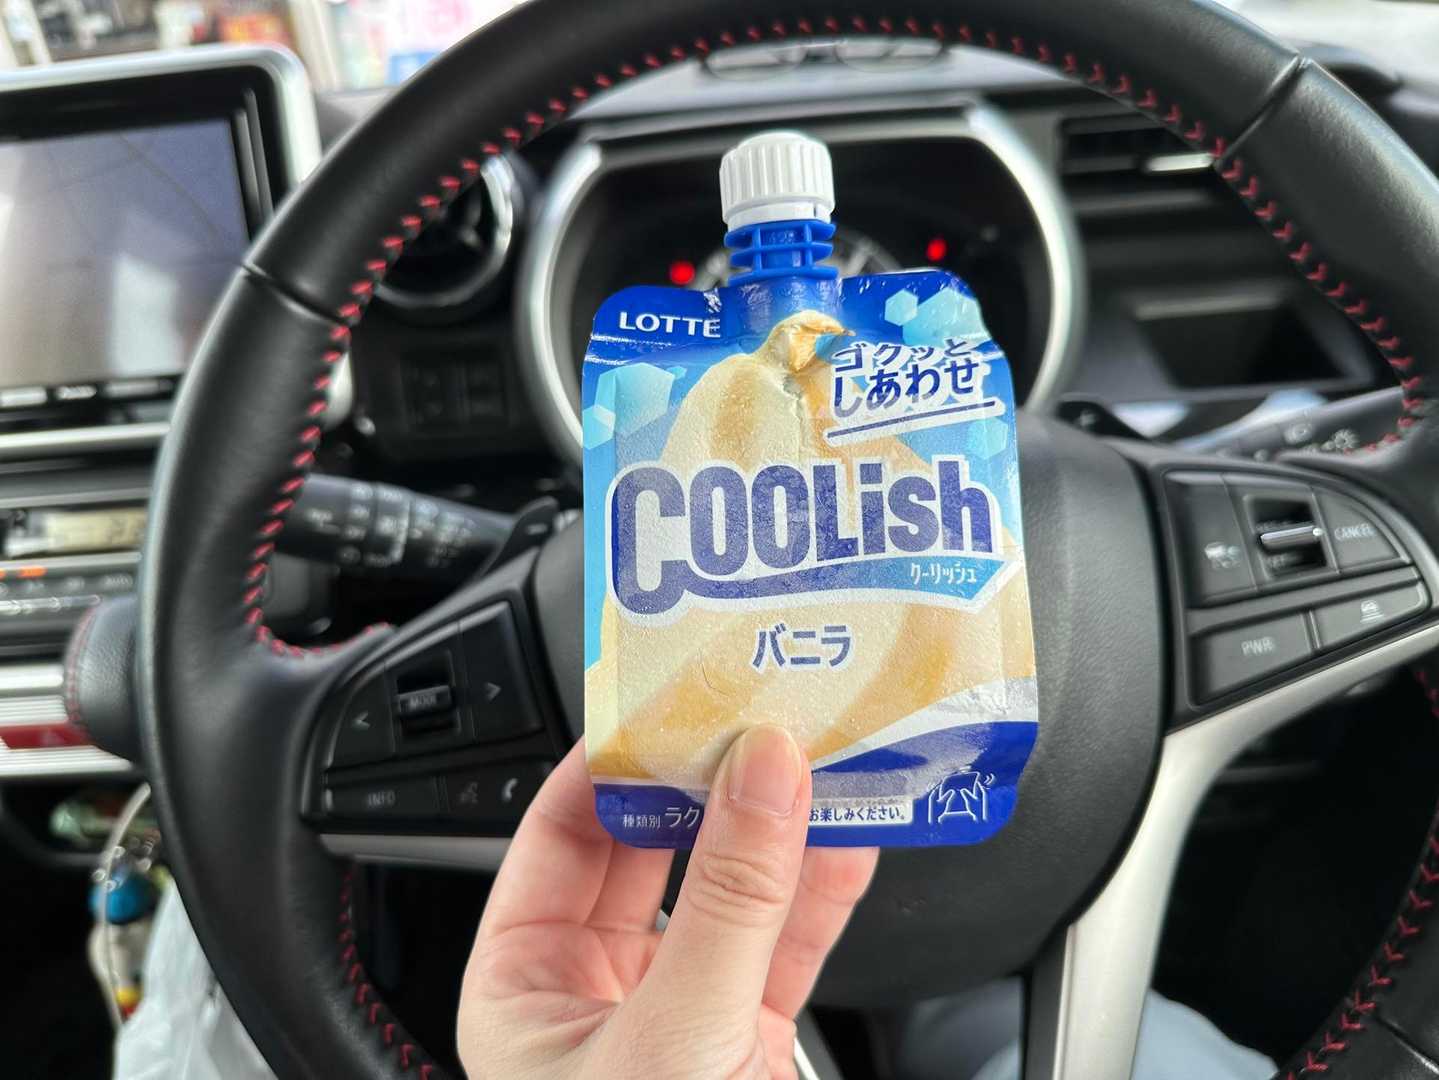 LOTTE
ゴクッと
しあわせ
COOLish
クーリッシュ
バニラ
種類別 ラク
お楽しみください。
MODE
INFO
CANCEL
PWR